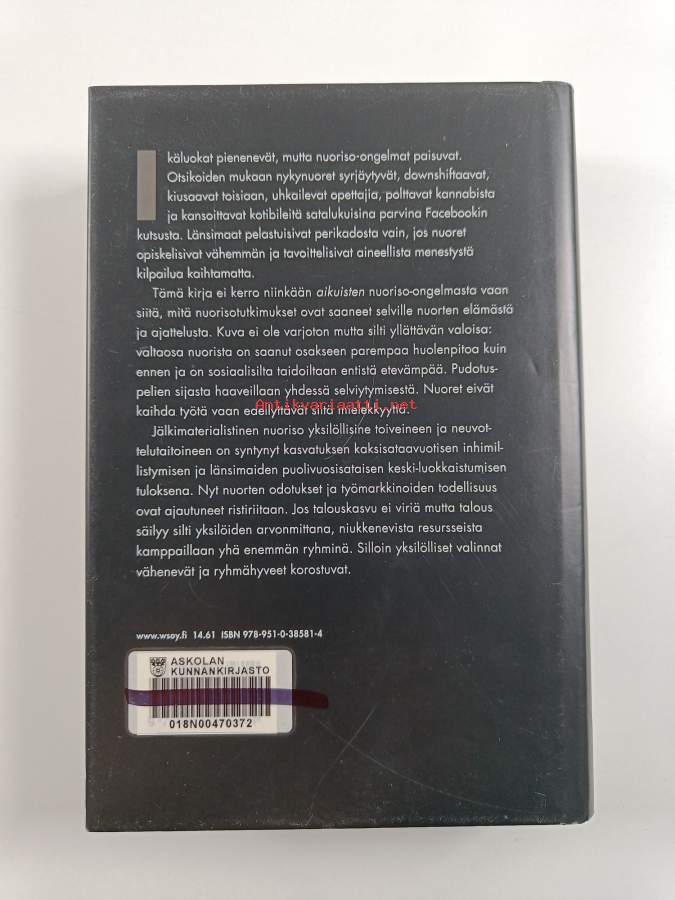 Ikäluokat pienenevät, mutta nuoriso-ongelmat paisuvat.
Otsikoiden mukaan nykynuoret syrjäytyvät, downshiftaavat,
kiusaavat toisiaan, uhkailevat opettajia, polttavat kannabista
ja kansoittavat kotibileitä satalukuisina parvina Facebookin
kutsusta. Länsimaat pelastuisivat perikadosta vain, jos nuoret
opiskelisivat vähemmän ja tavoittelisivat aineellista menestystä
kilpailua kaihtamatta.
Tämä kirja ei kerro niinkään aikuisten nuoriso-ongelmasta vaan
siitä, mitä nuorisotutkimukset ovat saaneet selville nuorten elämästä
ja ajattelusta. Kuva ei ole varjoton mutta silti yllättävän valoisa:
valtaosa nuorista on saanut osakseen parempaa huolenpitoa kuin
ennen ja on sosiaalisilta taidoiltaan entistä etevämpää. Pudotus-
pelien sijasta haaveillaan yhdessä selviytymisestä. Nuoret eivät
Antikvariaatti.net
kaihda työtä vaan edellyttävät siltä mielekkyyttä.
Jälkimaterialistinen nuoriso yksilöllisine toiveineen ja neuvot-
telutaitoineen on syntynyt kasvatuksen kaksisataavuotisen inhimil-
listymisen ja länsimaiden puolivuosisataisen keski-luokkaistumisen
tuloksena. Nyt nuorten odotukset ja työmarkkinoiden todellisuus
ovat ajautuneet ristiriitaan. Jos talouskasvu ei viriä mutta talous
säilyy silti yksilöiden arvonmittana, niukkenevista resursseista
kamppaillaan yhä enemmän ryhminä. Silloin yksilölliset valinnat
vähenevät ja ryhmähyveet korostuvat.
www.wsoy.fi 14.61 ISBN 978-951-0-38581-4
ASKOLAN
KUNNANKIRJASTO
018N00470372